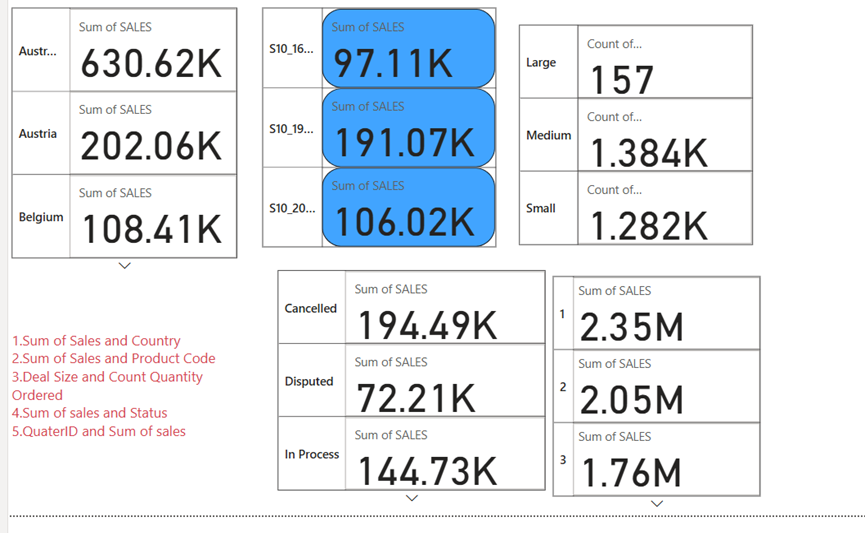 Austr...
Sum of SALES
630.62K
Austria
Sum of SALES
202.06K
Belgium
Sum of SALES
108.41K
S10_16...
Sum of SALES
97.11K
S10_19...
Sum of SALES
191.07K
S10_20...
Sum of SALES
106.02K
Large
Count of...
157
Medium
Count of...
1.384K
Small
Count of...
1.282K
1.Sum of Sales and Country
2.Sum of Sales and Product Code
3.Deal Size and Count Quantity
Ordered
4.Sum of sales and Status
5.QuaterID and Sum of sales
Cancelled
Sum of SALES
194.49K
Disputed
Sum of SALES
72.21K
In Process
Sum of SALES
144.73K
1
Sum of SALES
2.35M
2
Sum of SALES
2.05M
3
Sum of SALES
1.76M